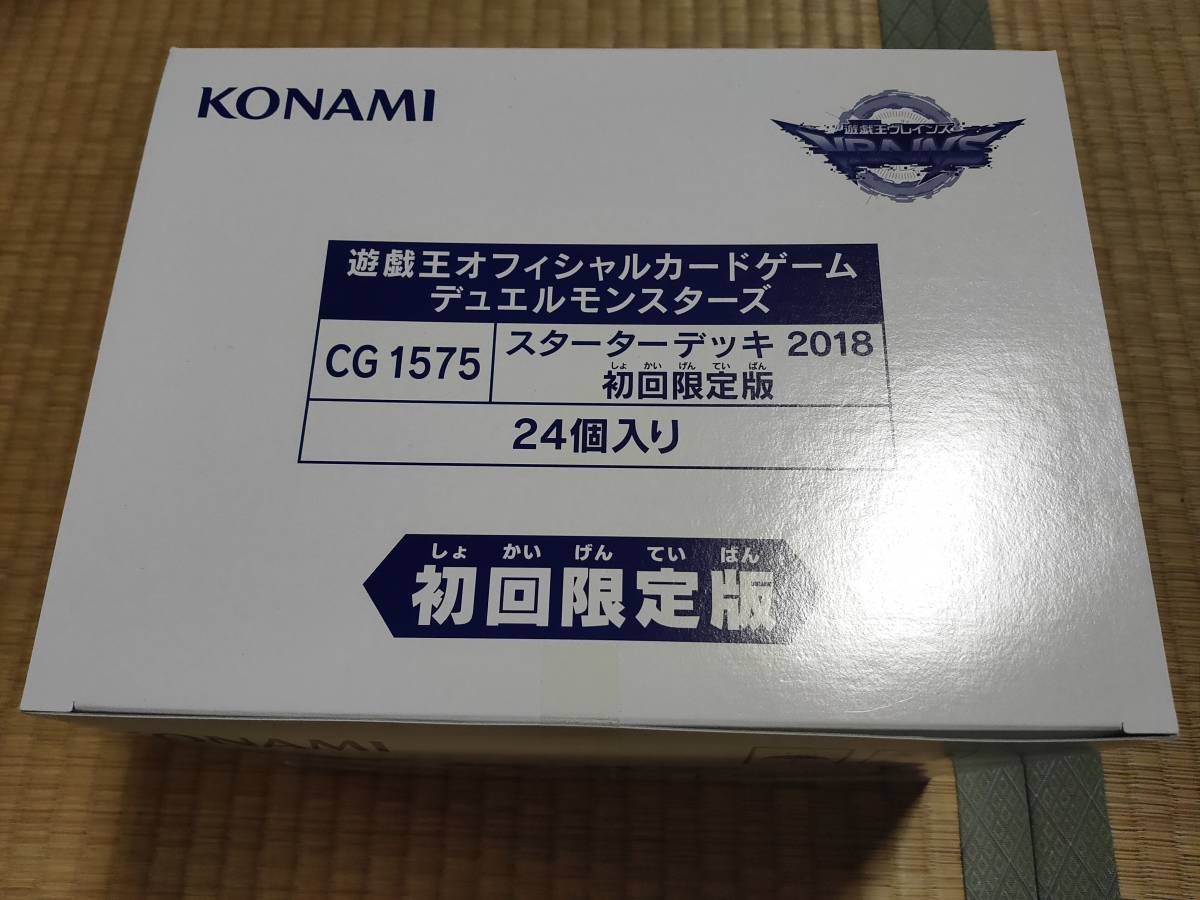 KONAMI
遊戯王ヴレインズ
VRAINS
遊戯王オフィシャルカードゲーム
デュエルモンスターズ
CG 1575
スターターデッキ 2018
しょ かい げん てい ばん
初回限定版
24個入り
しょ かい げん てい ばん
初回限定版
KONAMI